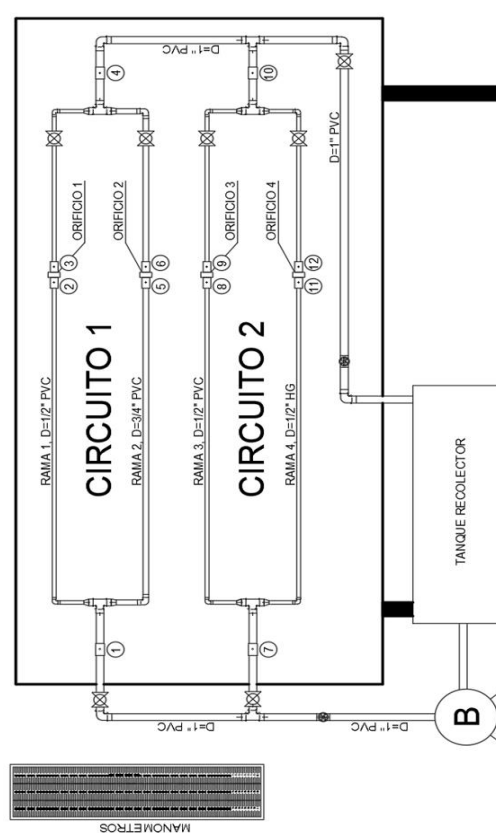 D=1" PVC
4
10
ORIFICIO 1
ORIFICIO 2
ORIFICIO 3
ORIFICIO 4
D=1" PVC
3
2
6
5
9
8
12
11
RAMA 1, D=1/2" PVC
CIRCUITO 1
RAMA 2, D=3/4" PVC
RAMA 3, D=1/2" PVC
CIRCUITO 2
RAMA 4, D=1/2" HG
1
7
TANQUE RECOLECTOR
D=1" PVC
D=1" PVC
B
MANOMETROS